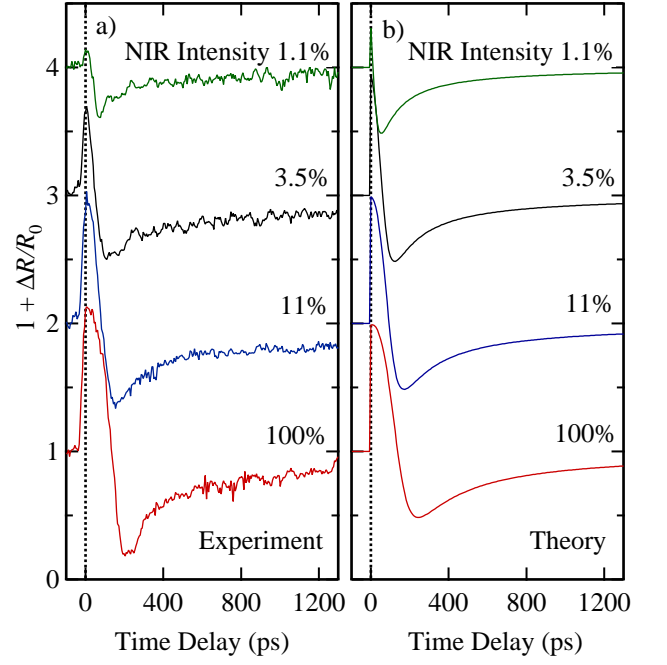 a)
NIR Intensity 1.1%
3.5%
11%
100%
Experiment
b)
NIR Intensity 1.1%
3.5%
11%
100%
Theory
1 + ΔR/R0
4
3
2
1
0
0 400 800 1200
0 400 800 1200
Time Delay (ps)
Time Delay (ps)